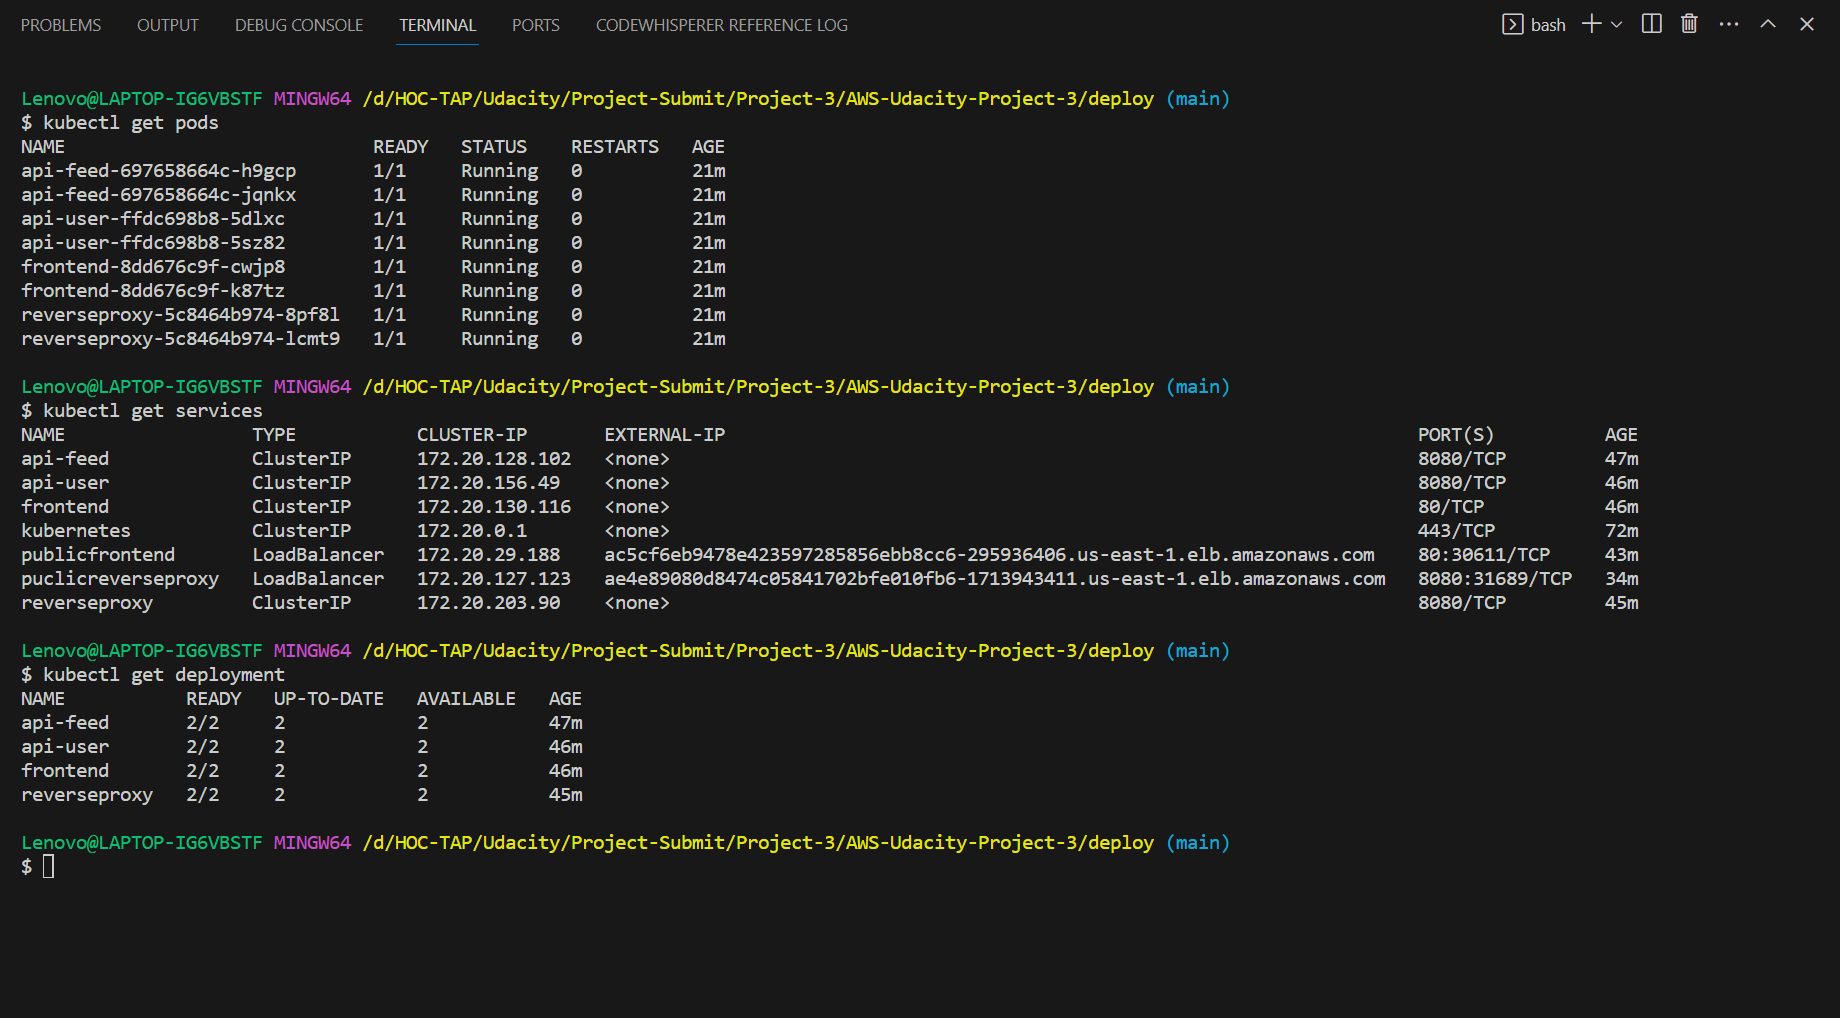 PROBLEMS OUTPUT DEBUG CONSOLE TERMINAL PORTS CODEWHISPERER REFERENCE LOG bash
Lenovo@LAPTOP-IG6VBSTF MINGW64 /d/HOC-TAP/Udacity/Project-Submit/Project-3/AWS-Udacity-Project-3/deploy (main)
$ kubectl get pods
NAME READY STATUS RESTARTS AGE
api-feed-697658664c-h9gcp 1/1 Running 0 21m
api-feed-697658664c-jqnkx 1/1 Running 0 21m
api-user-ffdc698b8-5dlxc 1/1 Running 0 21m
api-user-ffdc698b8-5sz82 1/1 Running 0 21m
frontend-8dd676c9f-cwjp8 1/1 Running 0 21m
frontend-8dd676c9f-k87tz 1/1 Running 0 21m
reverseproxy-5c8464b974-8pf8l 1/1 Running 0 21m
reverseproxy-5c8464b974-lcmt9 1/1 Running 0 21m
Lenovo@LAPTOP-IG6VBSTF MINGW64 /d/HOC-TAP/Udacity/Project-Submit/Project-3/AWS-Udacity-Project-3/deploy (main)
$ kubectl get services
NAME TYPE CLUSTER-IP EXTERNAL-IP PORT(S) AGE
api-feed ClusterIP 172.20.128.102 <none> 8080/TCP 47m
api-user ClusterIP 172.20.156.49 <none> 8080/TCP 46m
frontend ClusterIP 172.20.130.116 <none> 80/TCP 46m
kubernetes ClusterIP 172.20.0.1 <none> 443/TCP 72m
publicfrontend LoadBalancer 172.20.29.188 ac5cf6eb9478e423597285856ebb8cc6-295936406.us-east-1.elb.amazonaws.com 80:30611/TCP 43m
puclicreverseproxy LoadBalancer 172.20.127.123 ae4e89080d8474c05841702bfe010fb6-1713943411.us-east-1.elb.amazonaws.com 8080:31689/TCP 34m
reverseproxy ClusterIP 172.20.203.90 <none> 8080/TCP 45m
Lenovo@LAPTOP-IG6VBSTF MINGW64 /d/HOC-TAP/Udacity/Project-Submit/Project-3/AWS-Udacity-Project-3/deploy (main)
$ kubectl get deployment
NAME READY UP-TO-DATE AVAILABLE AGE
api-feed 2/2 2 2 47m
api-user 2/2 2 2 46m
frontend 2/2 2 2 46m
reverseproxy 2/2 2 2 45m
Lenovo@LAPTOP-IG6VBSTF MINGW64 /d/HOC-TAP/Udacity/Project-Submit/Project-3/AWS-Udacity-Project-3/deploy (main)
$